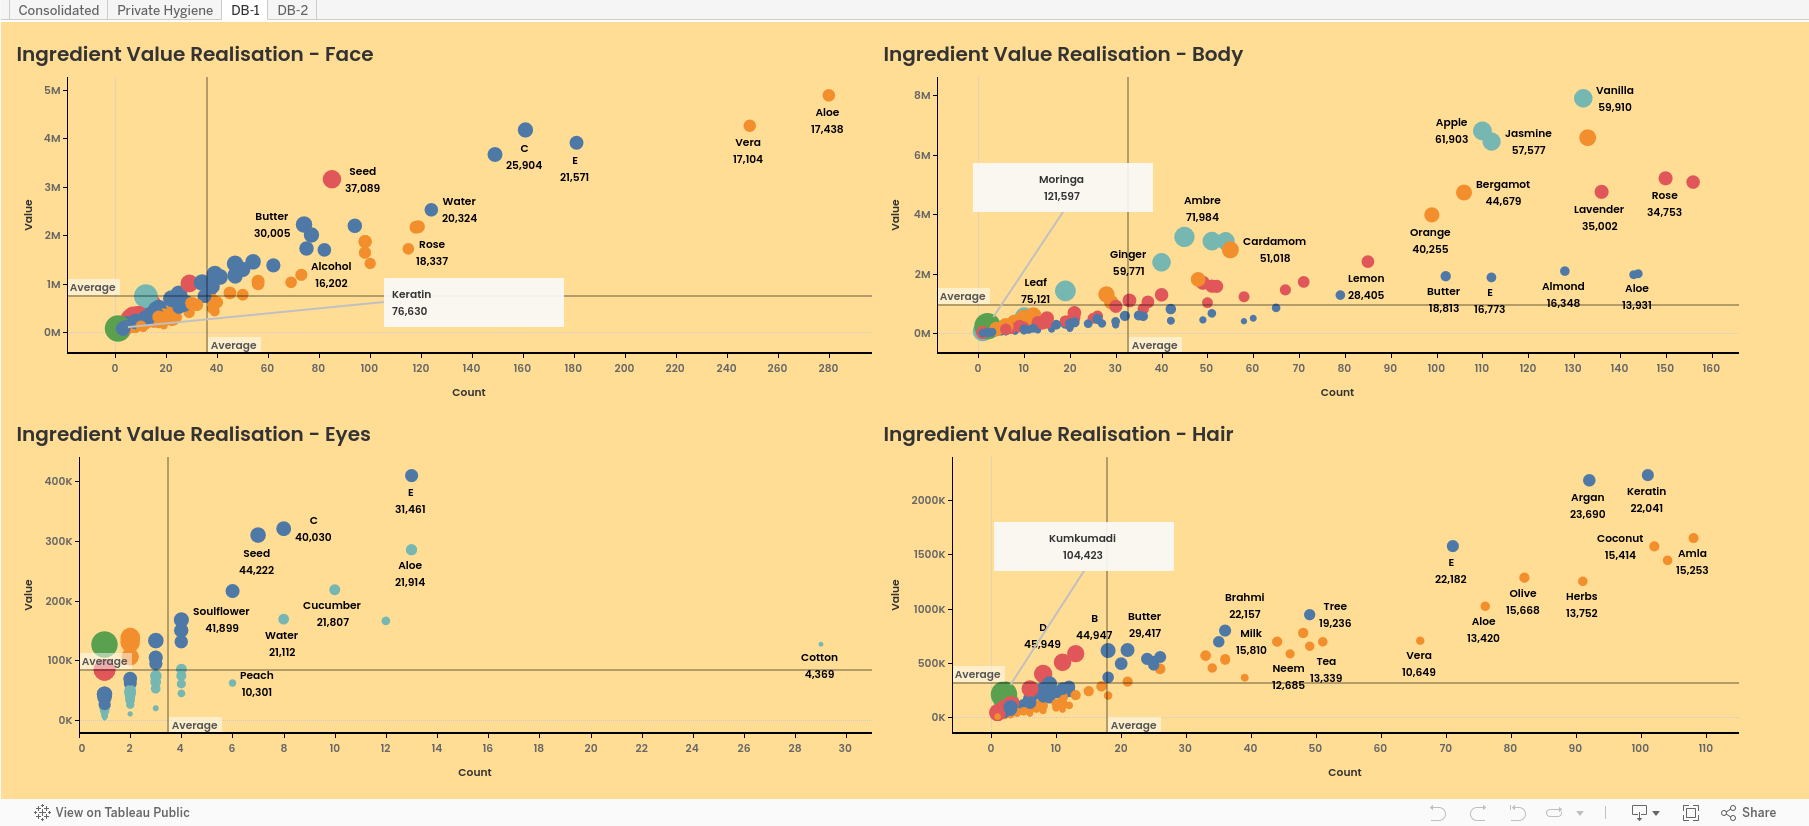 Consolidated
Private Hygiene
DB-1
DB-2
Ingredient Value Realisation - Face
5M
4M
3M
2M
1M
0M
Value
Aloe
17,438
Vera
17,104
C
25,904
E
21,571
Seed
37,089
Water
20,324
Butter
30,005
Rose
18,337
Alcohol
16,202
Keratin
76,630
Average
Average
0
20
40
60
80
100
120
140
160
180
200
220
240
260
280
Count
Ingredient Value Realisation - Body
8M
6M
4M
2M
0M
Value
Vanilla
59,910
Apple
61,903
Jasmine
57,577
Moringa
121,597
Bergamot
44,679
Rose
34,753
Lavender
35,002
Ambre
71,984
Orange
40,255
Cardamom
51,018
Ginger
59,771
Leaf
75,121
Lemon
28,405
Butter
18,813
E
16,773
Almond
16,348
Aloe
13,931
Average
Average
0
10
20
30
40
50
60
70
80
90
100
110
120
130
140
150
160
Count
Ingredient Value Realisation - Eyes
400K
300K
200K
100K
0K
Value
E
31,461
C
40,030
Seed
44,222
Aloe
21,914
Soulflower
41,899
Cucumber
21,807
Water
21,112
Cotton
4,369
Peach
10,301
Average
Average
0
2
4
6
8
10
12
14
16
18
20
22
24
26
28
30
Count
Ingredient Value Realisation - Hair
2000K
1500K
1000K
500K
0K
Value
Argan
23,690
Keratin
22,041
Kumkumadi
104,423
Coconut
15,414
Amla
15,253
E
22,182
Olive
15,668
Herbs
13,752
Brahmi
22,157
Tree
19,236
Aloe
13,420
D
45,949
B
44,947
Butter
29,417
Milk
15,810
Vera
10,649
Neem
12,685
Tea
13,339
Average
Average
0
10
20
30
40
50
60
70
80
90
100
110
Count
View on Tableau Public
Share